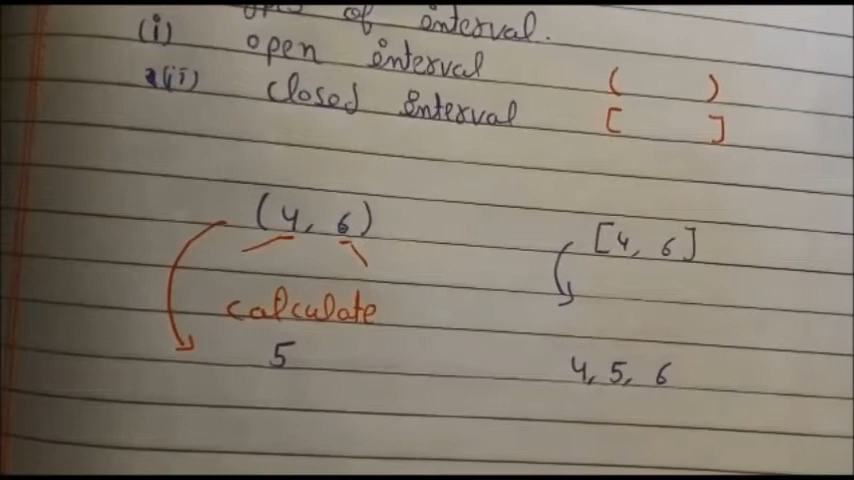 of interval.
(i) open interval ( )
(ii) closed interval [ ]
(4, 6) [4, 6]
calculate
5 4, 5, 6